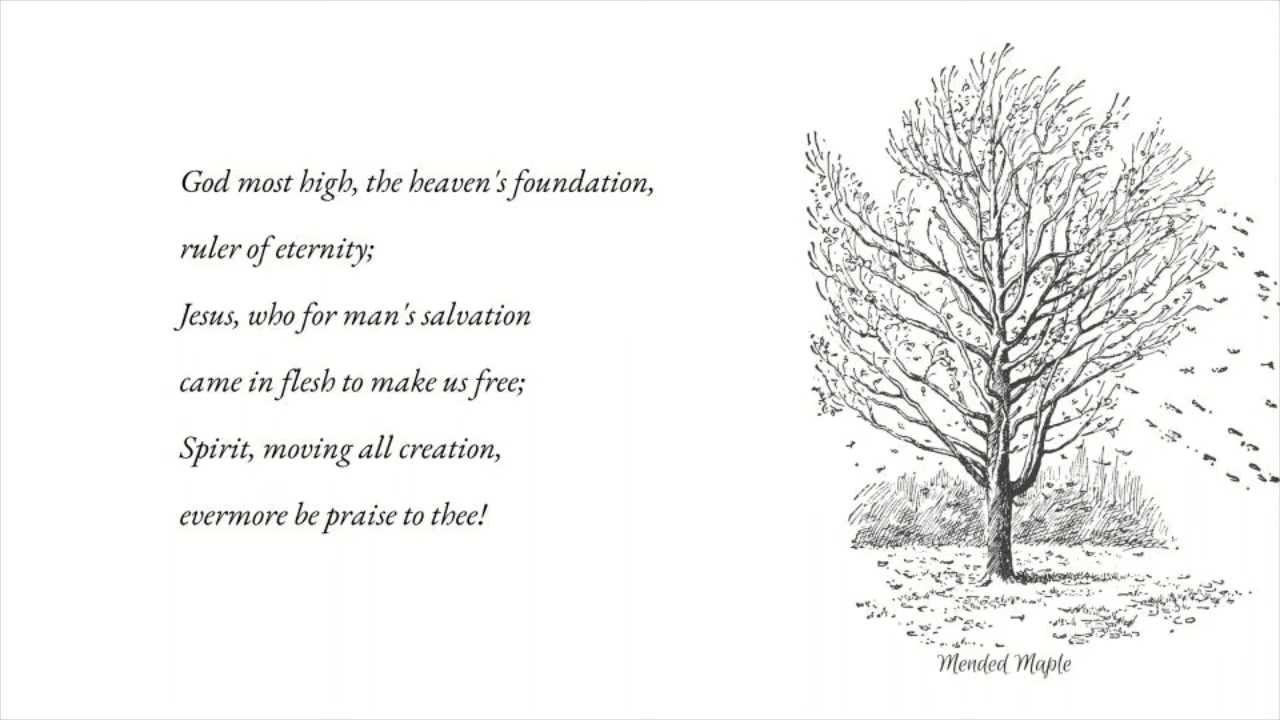 God most high, the heaven's foundation,
ruler of eternity;
Jesus, who for man's salvation
came in flesh to make us free;
Spirit, moving all creation,
evermore be praise to thee!
Mended Maple